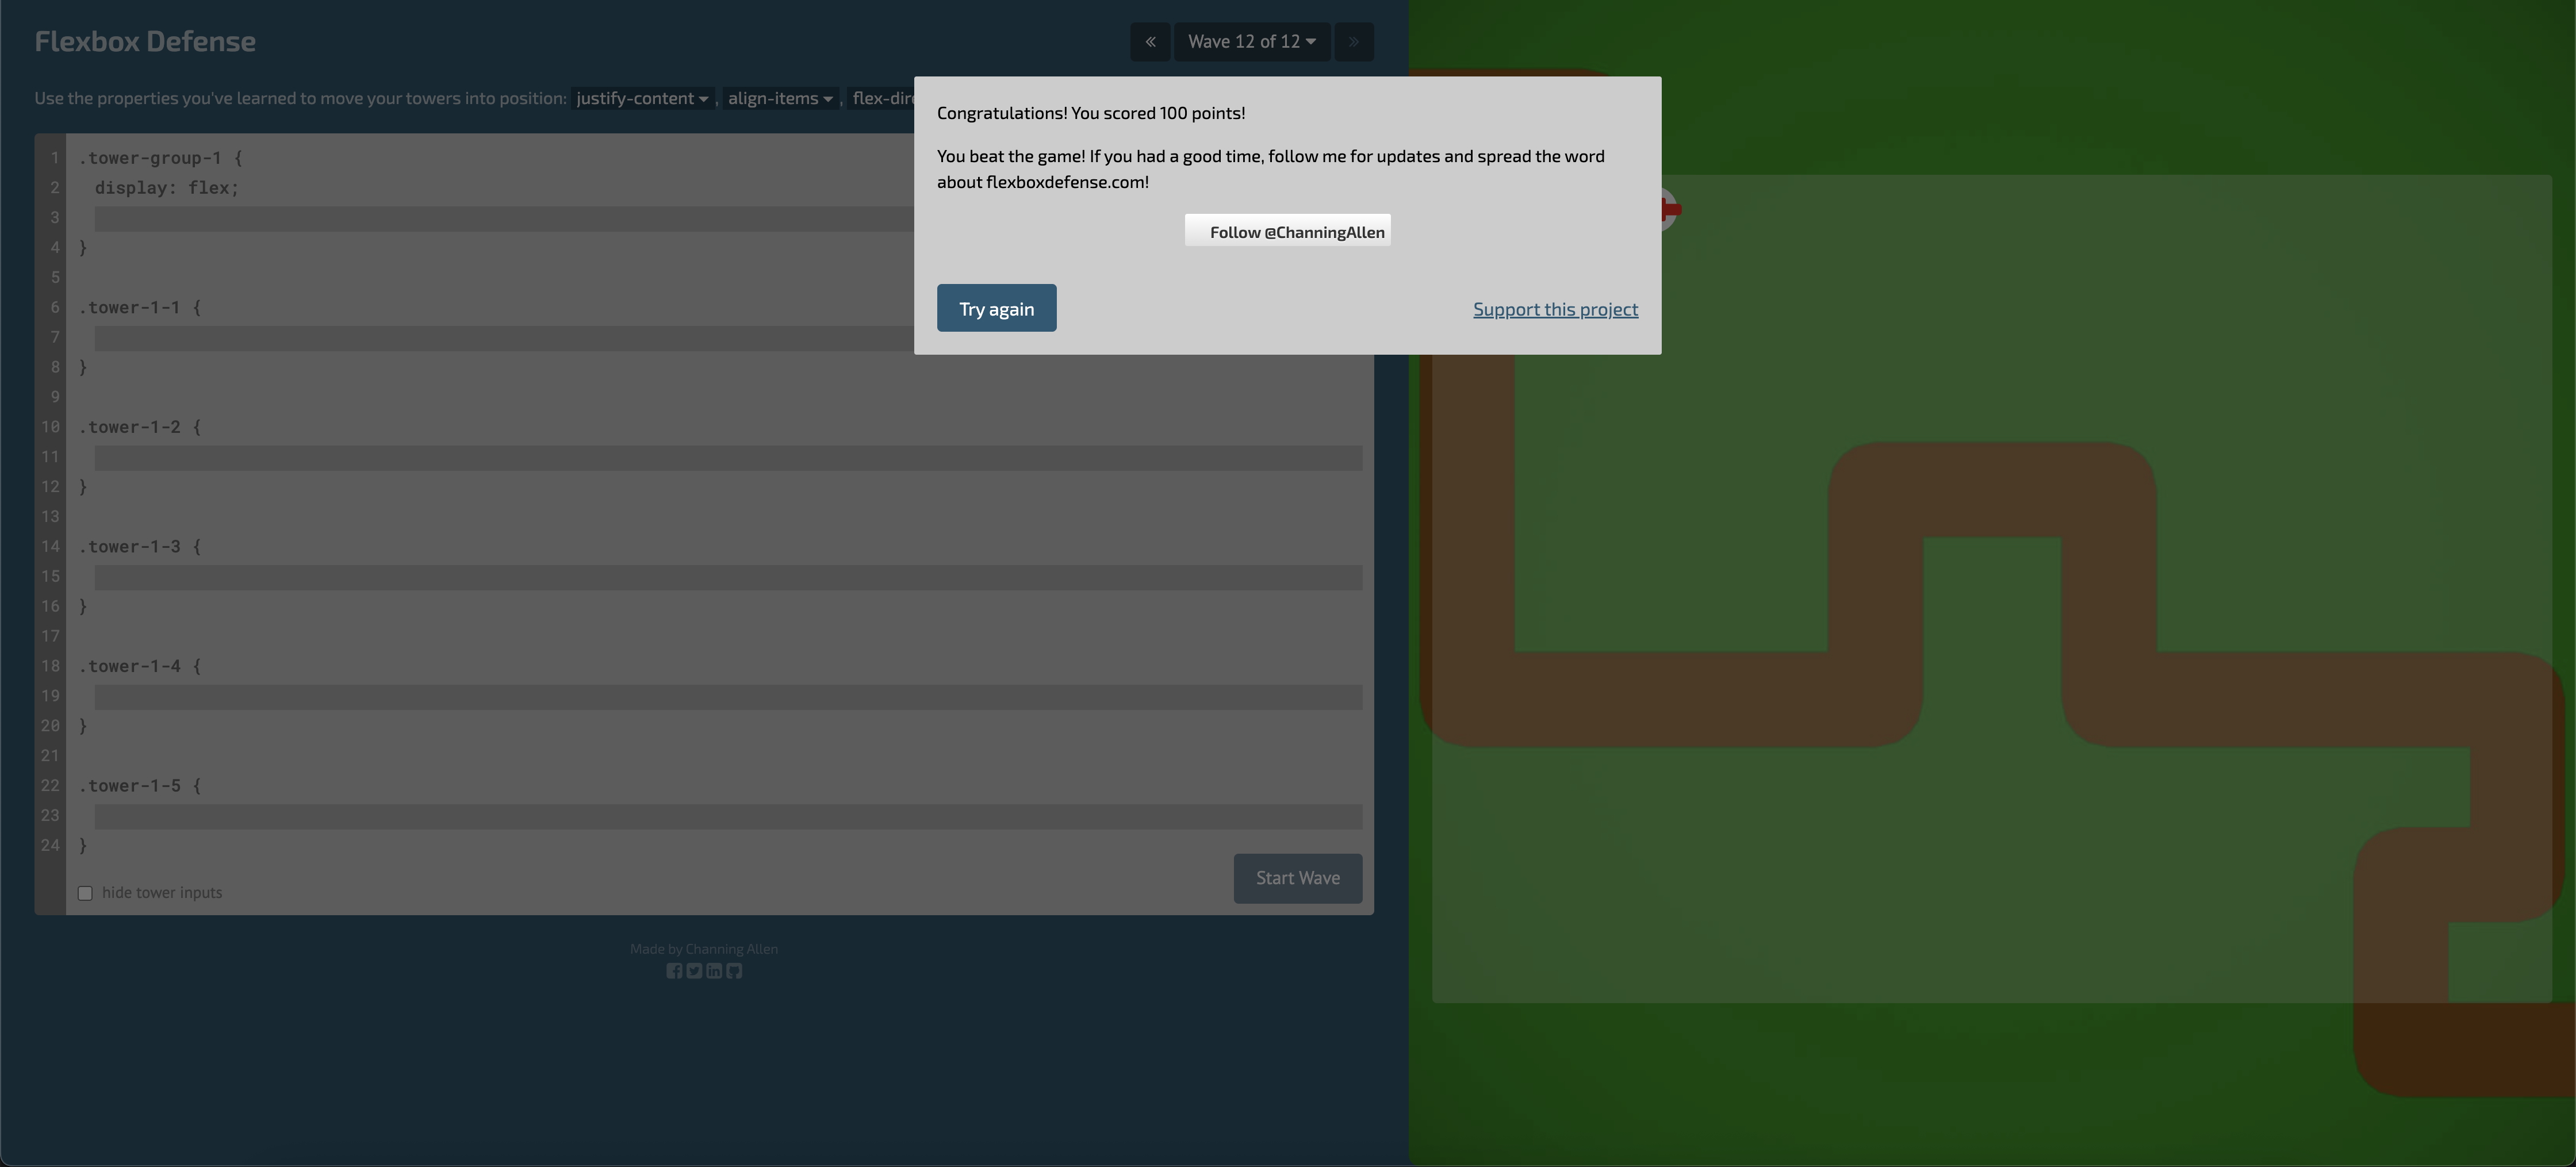 Flexbox Defense
« Wave 12 of 12 »
Use the properties you've learned to move your towers into position: justify-content , align-items , flex-dire
Congratulations! You scored 100 points!
You beat the game! If you had a good time, follow me for updates and spread the word
about flexboxdefense.com!
Follow @ChanningAllen
Try again
Support this project
1 .tower-group-1 {
2 display: flex;
3
4 }
5
6 .tower-1-1 {
7
8 }
9
10 .tower-1-2 {
11
12 }
13
14 .tower-1-3 {
15
16 }
17
18 .tower-1-4 {
19
20 }
21
22 .tower-1-5 {
23
24 }
hide tower inputs
Start Wave
Made by Channing Allen